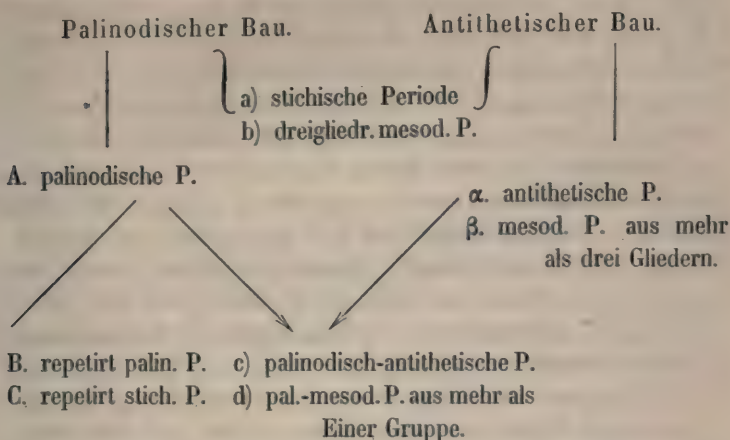 Palinodischer Bau. Antithetischer Bau.
a) stichische Periode
b) dreigliedr. mesod. P.
A. palinodische P.
α. antithetische P.
β. mesod. P. aus mehr
als drei Gliedern.
B. repetirt palin. P. c) palinodisch-antithetische P.
C. repetirt stich. P. d) pal.-mesod. P. aus mehr als
Einer Gruppe.